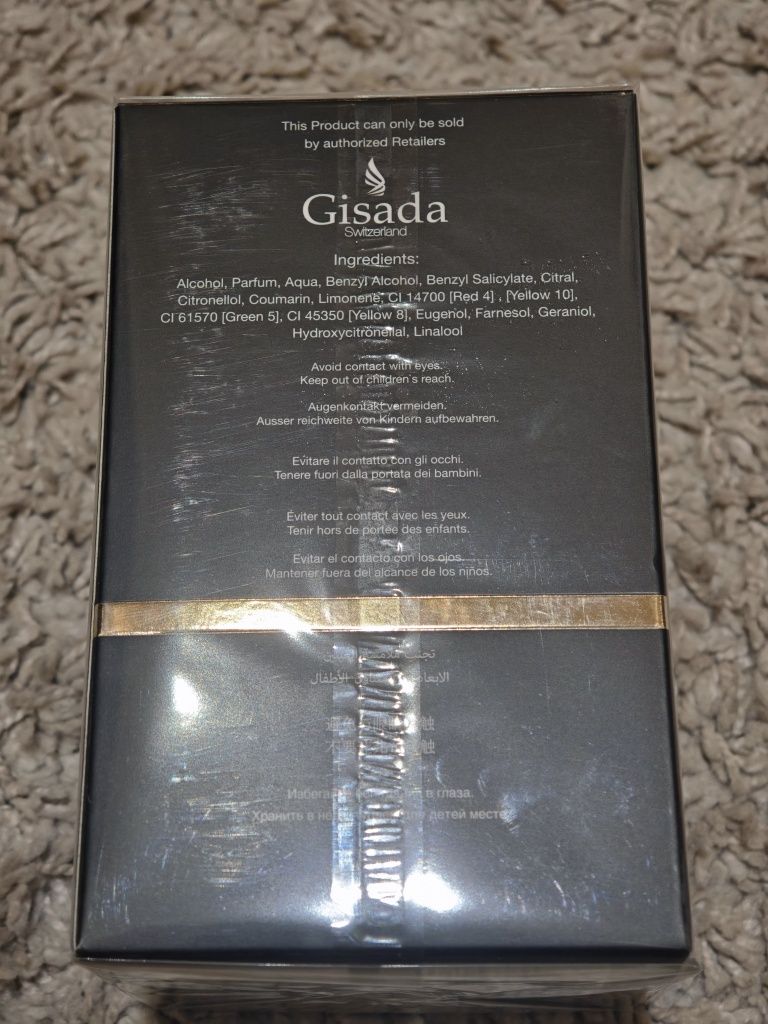 This Product can only be sold
by authorized Retailers
Gisada
Switzerland
Ingredients:
Alcohol, Parfum, Aqua, Benzyl Alcohol, Benzyl Salicylate, Citral,
Citronellol, Coumarin, Limonene, CI 14700 [Red 4] , [Yellow 10],
CI 61570 [Green 5], CI 45350 [Yellow 8], Eugenol, Farnesol, Geraniol,
Hydroxycitronellal, Linalool
Avoid contact with eyes.
Keep out of children`s reach.
Augenkontakt vermeiden.
Ausser reichweite von Kindern aufbewahren.
Evitare il contatto con gli occhi.
Tenere fuori dalla portata dei bambini.
Éviter tout contact avec les yeux.
Tenir hors de portée des enfants.
Evitar el contacto con los ojos.
Mantener fuera del alcance de los niños.
الأطفال
в глаза.
Храните в для детей месте